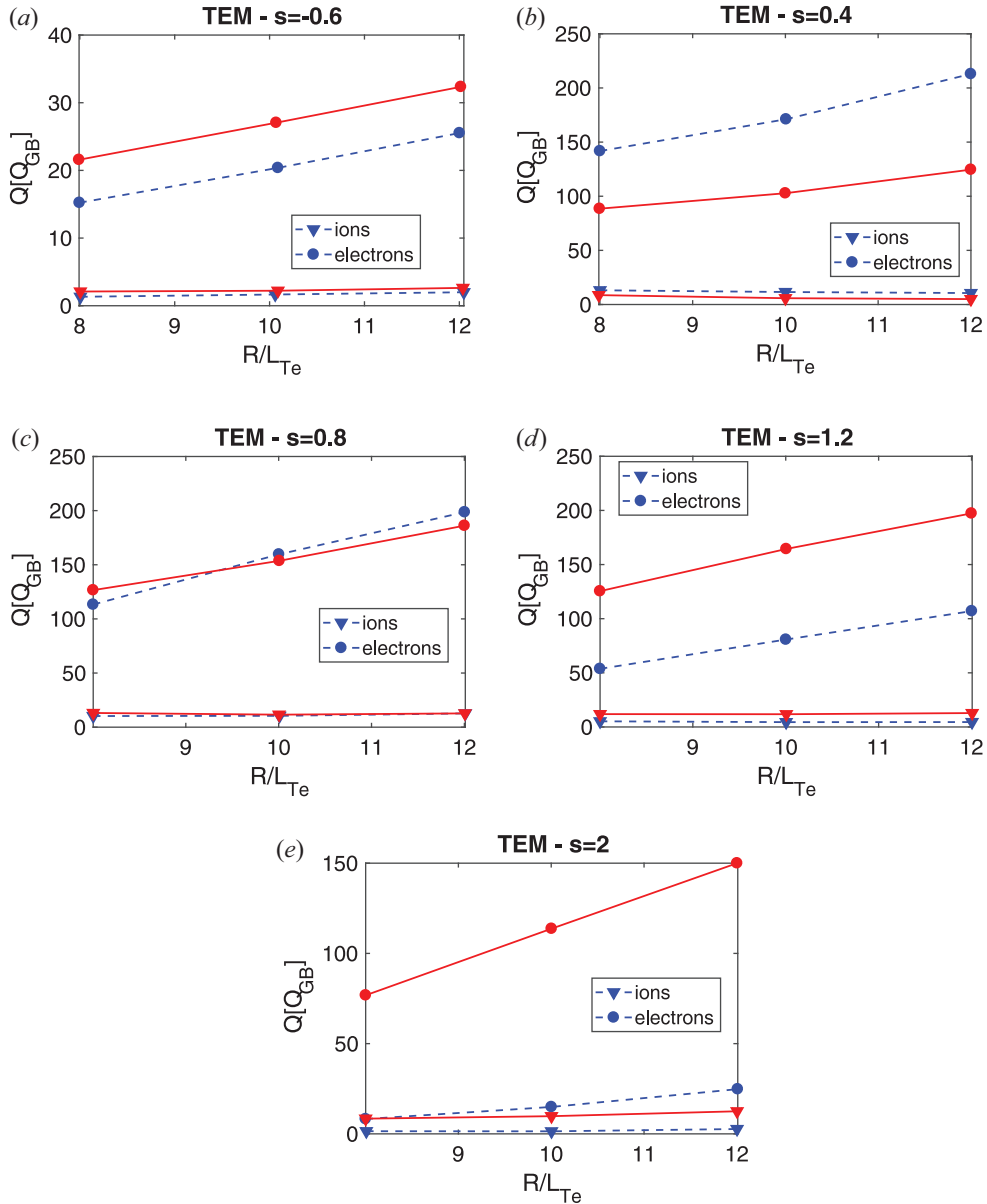 (a) TEM - s=-0.6
40
30
20
10
0
Q[Q_GB]
ions
electrons
8 9 10 11 12
R/L_Te
(b) TEM - s=0.4
250
200
150
100
50
0
Q[Q_GB]
ions
electrons
8 9 10 11 12
R/L_Te
(c) TEM - s=0.8
250
200
150
100
50
0
Q[Q_GB]
ions
electrons
9 10 11 12
R/L_Te
(d) TEM - s=1.2
250
200
150
100
50
0
Q[Q_GB]
ions
electrons
9 10 11 12
R/L_Te
(e) TEM - s=2
150
100
50
0
Q[Q_GB]
ions
electrons
9 10 11 12
R/L_Te